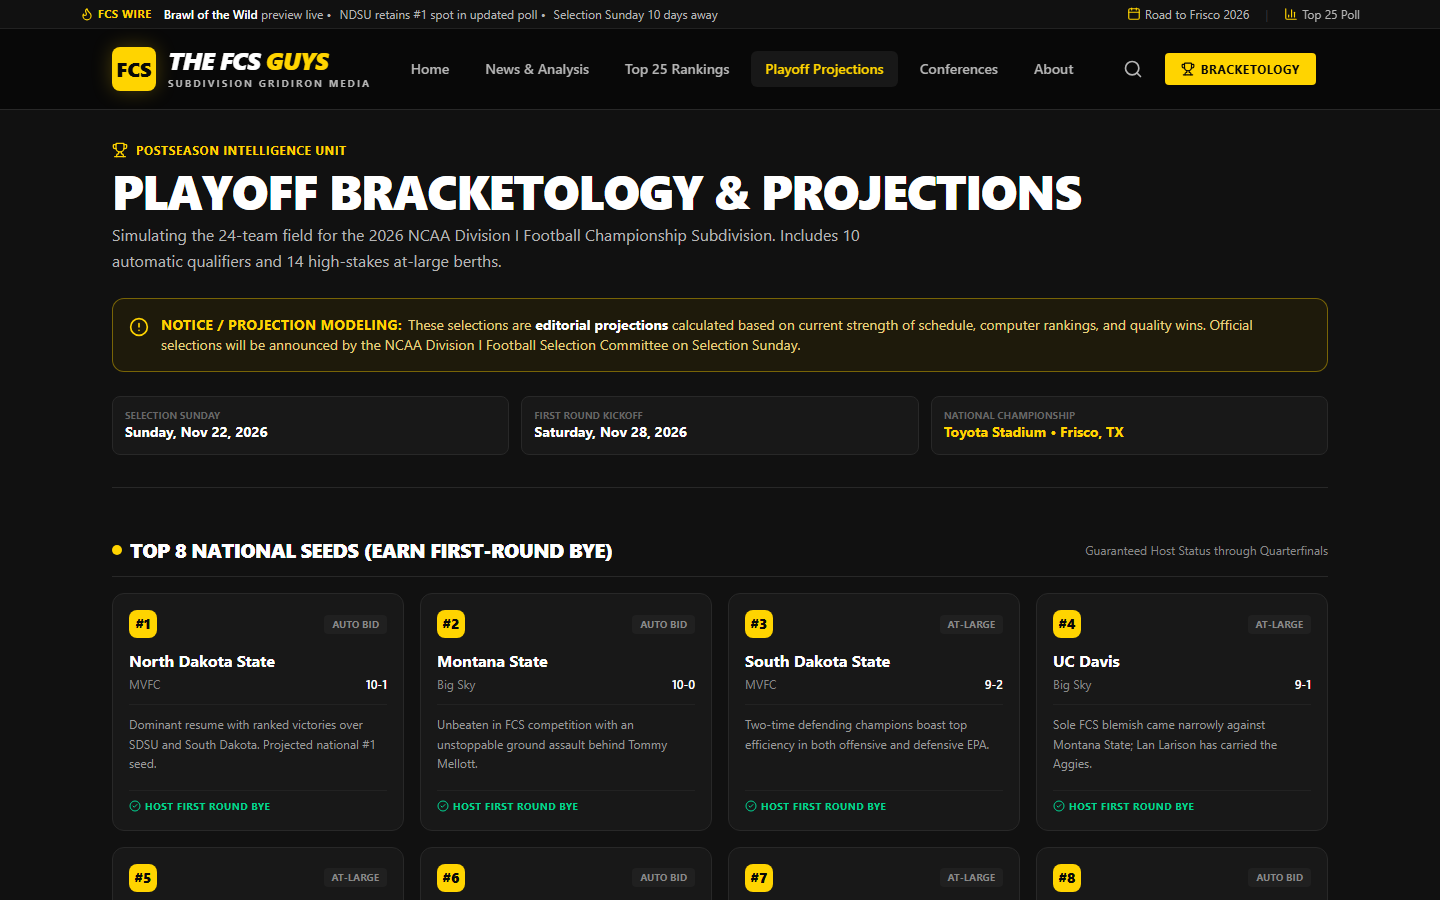 FCS WIRE Brawl of the Wild preview live • NDSU retains #1 spot in updated poll • Selection Sunday 10 days away Road to Frisco 2026 | Top 25 Poll
FCS THE FCS GUYS
SUBDIVISION GRIDIRON MEDIA
Home News & Analysis Top 25 Rankings Playoff Projections Conferences About BRACKETOLOGY
POSTSEASON INTELLIGENCE UNIT
PLAYOFF BRACKETOLOGY & PROJECTIONS
Simulating the 24-team field for the 2026 NCAA Division I Football Championship Subdivision. Includes 10
automatic qualifiers and 14 high-stakes at-large berths.
NOTICE / PROJECTION MODELING: These selections are editorial projections calculated based on current strength of schedule, computer rankings, and quality wins. Official
selections will be announced by the NCAA Division I Football Selection Committee on Selection Sunday.
SELECTION SUNDAY
Sunday, Nov 22, 2026
FIRST ROUND KICKOFF
Saturday, Nov 28, 2026
NATIONAL CHAMPIONSHIP
Toyota Stadium • Frisco, TX
TOP 8 NATIONAL SEEDS (EARN FIRST-ROUND BYE)
Guaranteed Host Status through Quarterfinals
#1 AUTO BID
North Dakota State
MVFC 10-1
Dominant resume with ranked victories over
SDSU and South Dakota. Projected national #1
seed.
HOST FIRST ROUND BYE
#2 AUTO BID
Montana State
Big Sky 10-0
Unbeaten in FCS competition with an
unstoppable ground assault behind Tommy
Mellott.
HOST FIRST ROUND BYE
#3 AT-LARGE
South Dakota State
MVFC 9-2
Two-time defending champions boast top
efficiency in both offensive and defensive EPA.
HOST FIRST ROUND BYE
#4 AT-LARGE
UC Davis
Big Sky 9-1
Sole FCS blemish came narrowly against
Montana State; Lan Larison has carried the
Aggies.
HOST FIRST ROUND BYE
#5 AT-LARGE
#6 AUTO BID
#7 AT-LARGE
#8 AUTO BID